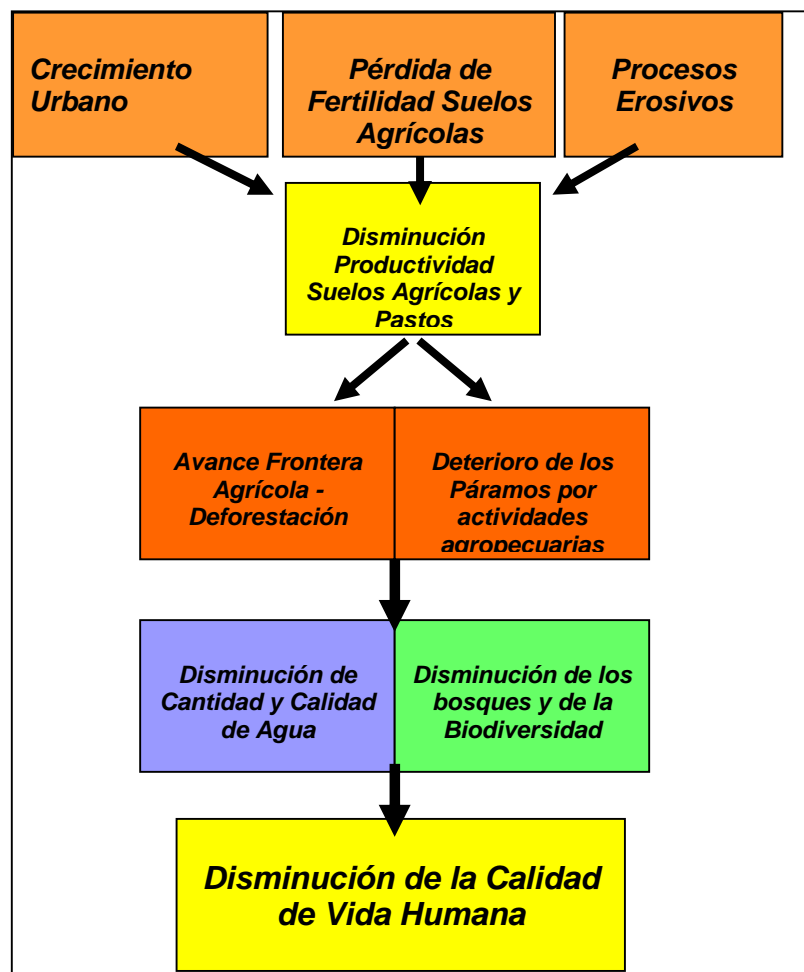 Crecimiento
Urbano
Pérdida de
Fertilidad Suelos
Agrícolas
Procesos
Erosivos
Disminución
Productividad
Suelos Agrícolas y
Pastos
Avance Frontera
Agrícola -
Deforestación
Deterioro de los
Páramos por
actividades
agropecuarias
Disminución de
Cantidad y Calidad
de Agua
Disminución de los
bosques y de la
Biodiversidad
Disminución de la Calidad
de Vida Humana